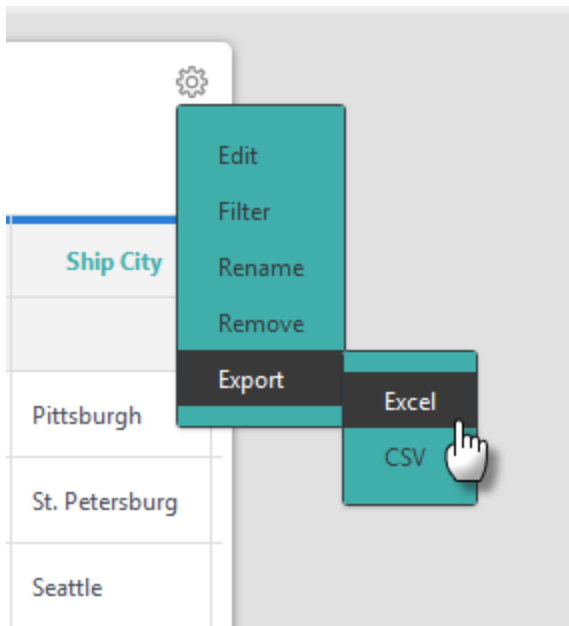 Edit
Filter
Ship City
Rename
Remove
Export
Excel
Pittsburgh
CSV
St. Petersburg
Seattle